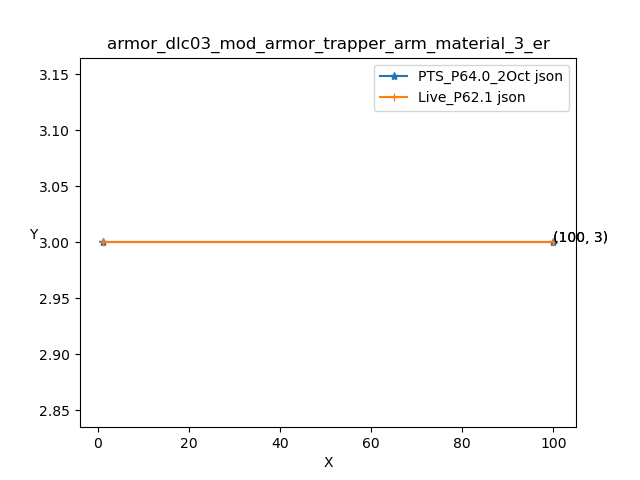 armor_dlc03_mod_armor_trapper_arm_material_3_er
PTS_P64.0_2Oct json
Live_P62.1 json
3.15
3.10
3.05
3.00
2.95
2.90
2.85
Y
(100, 3)
0 20 40 60 80 100
X